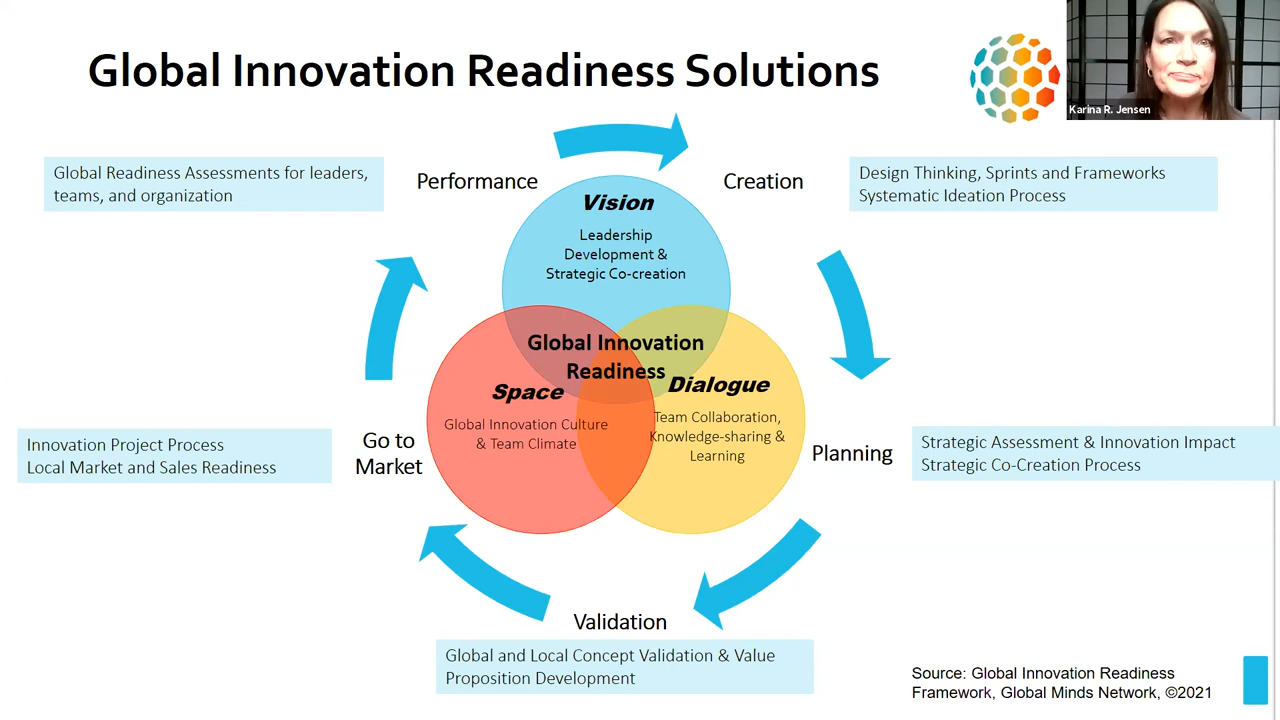 Global Innovation Readiness Solutions
Karina R. Jensen
Global Readiness Assessments for leaders,
teams, and organization
Performance
Creation
Design Thinking, Sprints and Frameworks
Systematic Ideation Process
Vision
Leadership
Development &
Strategic Co-creation
Global Innovation
Readiness
Space
Global Innovation Culture
& Team Climate
Dialogue
Team Collaboration,
Knowledge-sharing &
Learning
Innovation Project Process
Local Market and Sales Readiness
Go to
Market
Planning
Strategic Assessment & Innovation Impact
Strategic Co-Creation Process
Validation
Global and Local Concept Validation & Value
Proposition Development
Source: Global Innovation Readiness
Framework, Global Minds Network, ©2021